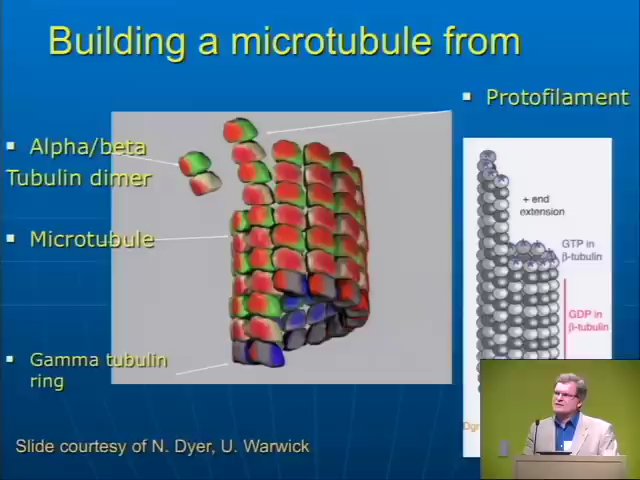 Building a microtubule from
Protofilament
Alpha/beta
Tubulin dimer
Microtubule
Gamma tubulin
ring
+ end
extension
GTP in
β-tubulin
GDP in
β-tubulin
Slide courtesy of N. Dyer, U. Warwick